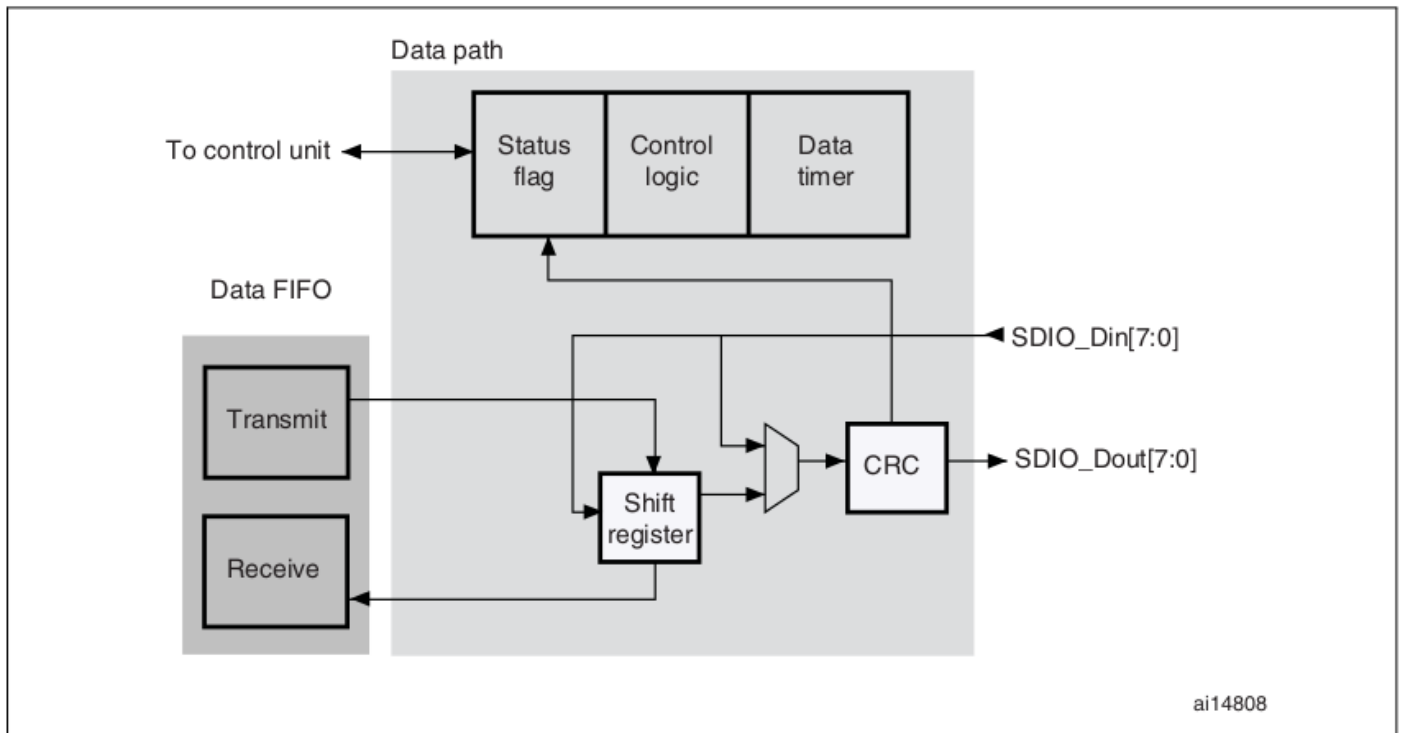 Data path
To control unit
Status
flag
Control
logic
Data
timer
Data FIFO
SDIO_Din[7:0]
Transmit
CRC
SDIO_Dout[7:0]
Shift
register
Receive
ai14808